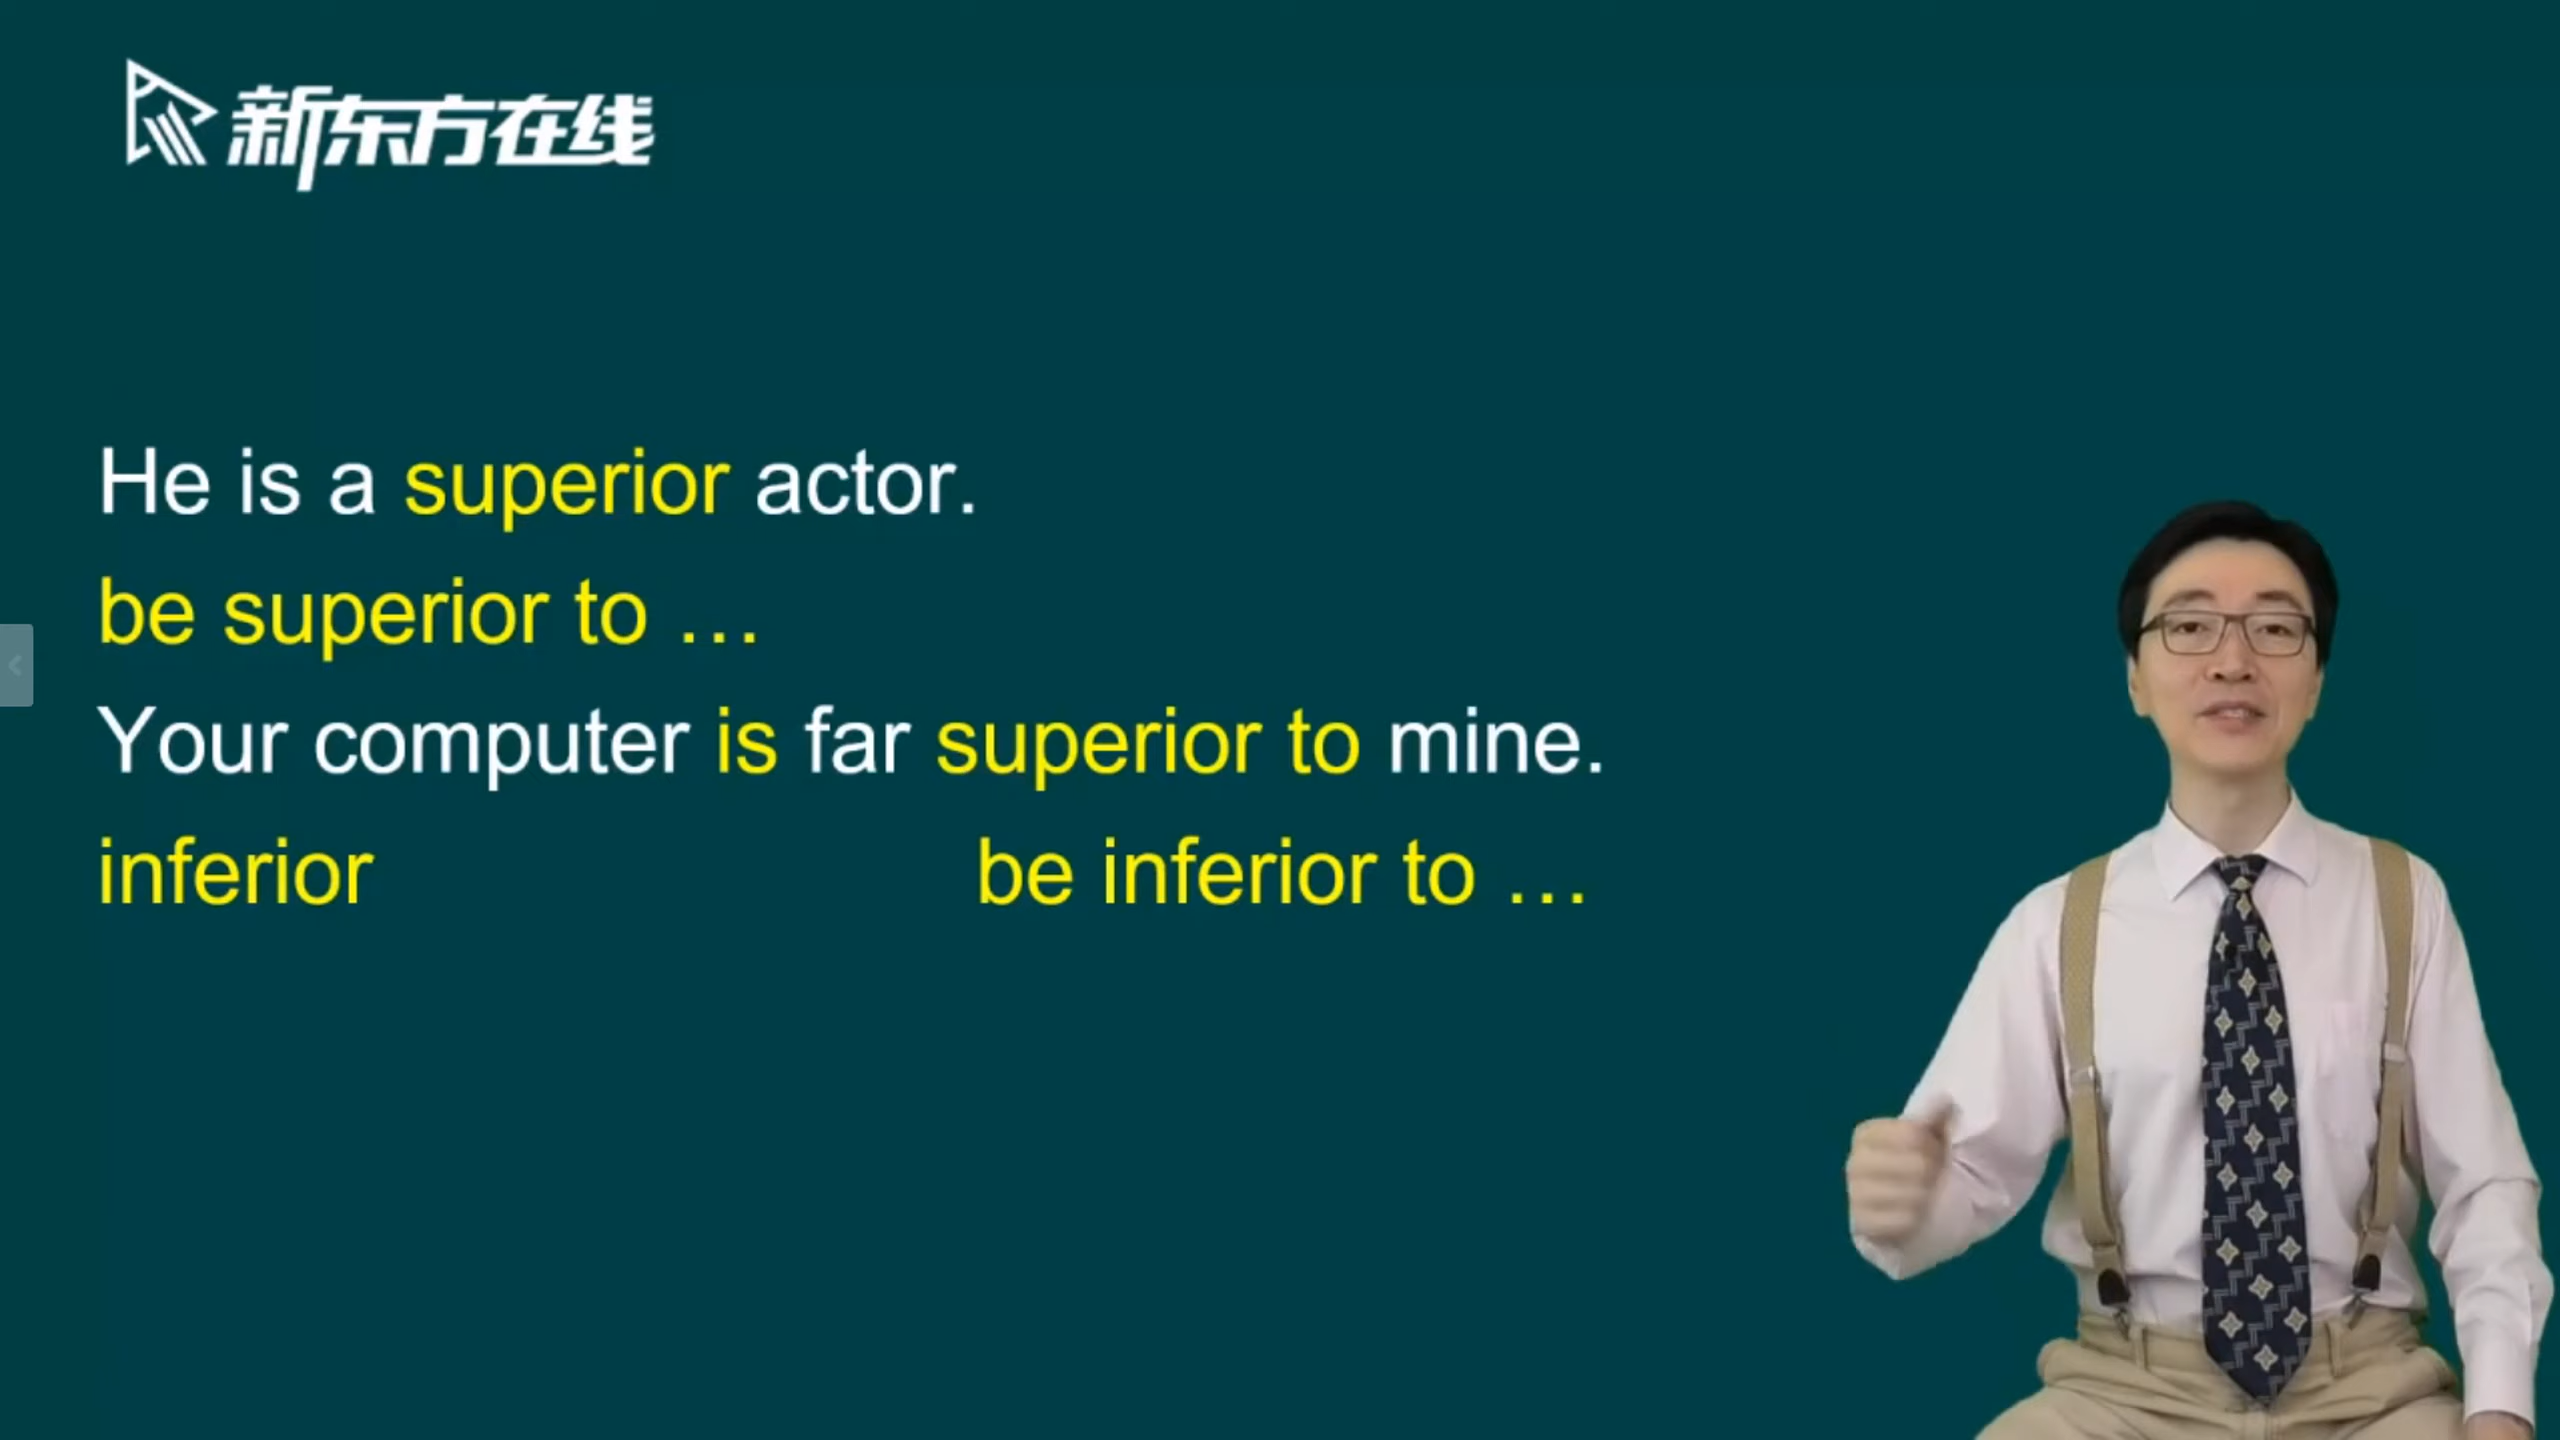 新东方在线
He is a superior actor.
be superior to …
Your computer is far superior to mine.
inferior be inferior to …